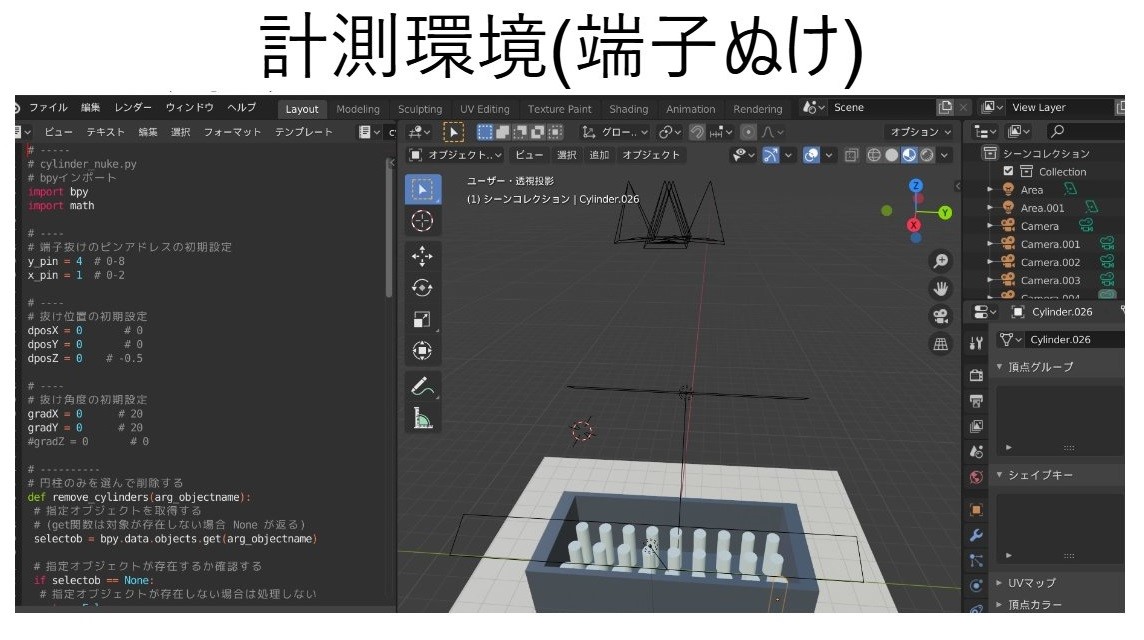 計測環境(端子ぬけ)
ファイル 編集 レンダー ウィンドウ ヘルプ Layout Modeling Sculpting UV Editing Texture Paint Shading Animation Rendering Scene View Layer
ビュー テキスト 編集 選択 フォーマット テンプレート グロー.. オプション
オブジェクト.. ビュー 選択 追加 オブジェクト
# -----
# cylinder_nuke.py
# bpyインポート
import bpy
import math
# ----
# 端子抜けのピンアドレスの初期設定
y_pin = 4 # 0-8
x_pin = 1 # 0-2
# ----
# 抜け位置の初期設定
dposX = 0 # 0
dposY = 0 # 0
dposZ = 0 # -0.5
# ----
# 抜け角度の初期設定
gradX = 0 # 20
gradY = 0 # 20
#gradZ = 0 # 0
# ----------
# 円柱のみを選んで削除する
def remove_cylinders(arg_objectname):
# 指定オブジェクトを取得する
# (get関数は対象が存在しない場合 None が返る)
selectob = bpy.data.objects.get(arg_objectname)
# 指定オブジェクトが存在するか確認する
if selectob == None:
# 指定オブジェクトが存在しない場合は処理しない
ユーザー・透視投影
(1) シーンコレクション | Cylinder.026
Z
Y
X
シーンコレクション
Collection
Area
Area.001
Camera
Camera.001
Camera.002
Camera.003
Camera.004
Cylinder.026
Cylinder.026
頂点グループ
シェイプキー
UVマップ
頂点カラー